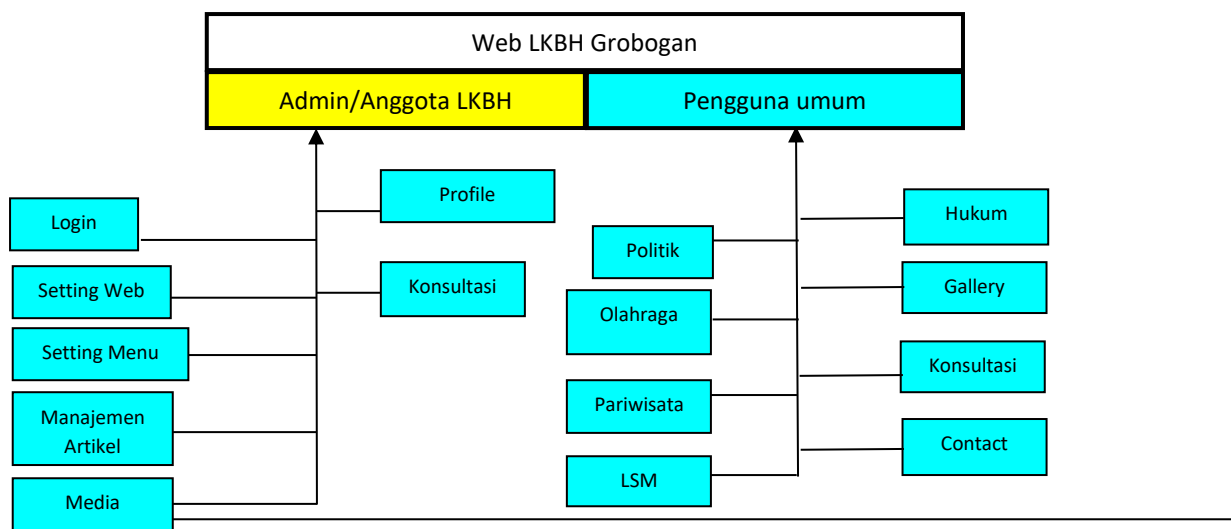 Web LKBH Grobogan
Admin/Anggota LKBH
Pengguna umum
Login
Setting Web
Setting Menu
Manajemen
Artikel
Media
Profile
Konsultasi
Politik
Olahraga
Pariwisata
LSM
Hukum
Gallery
Konsultasi
Contact